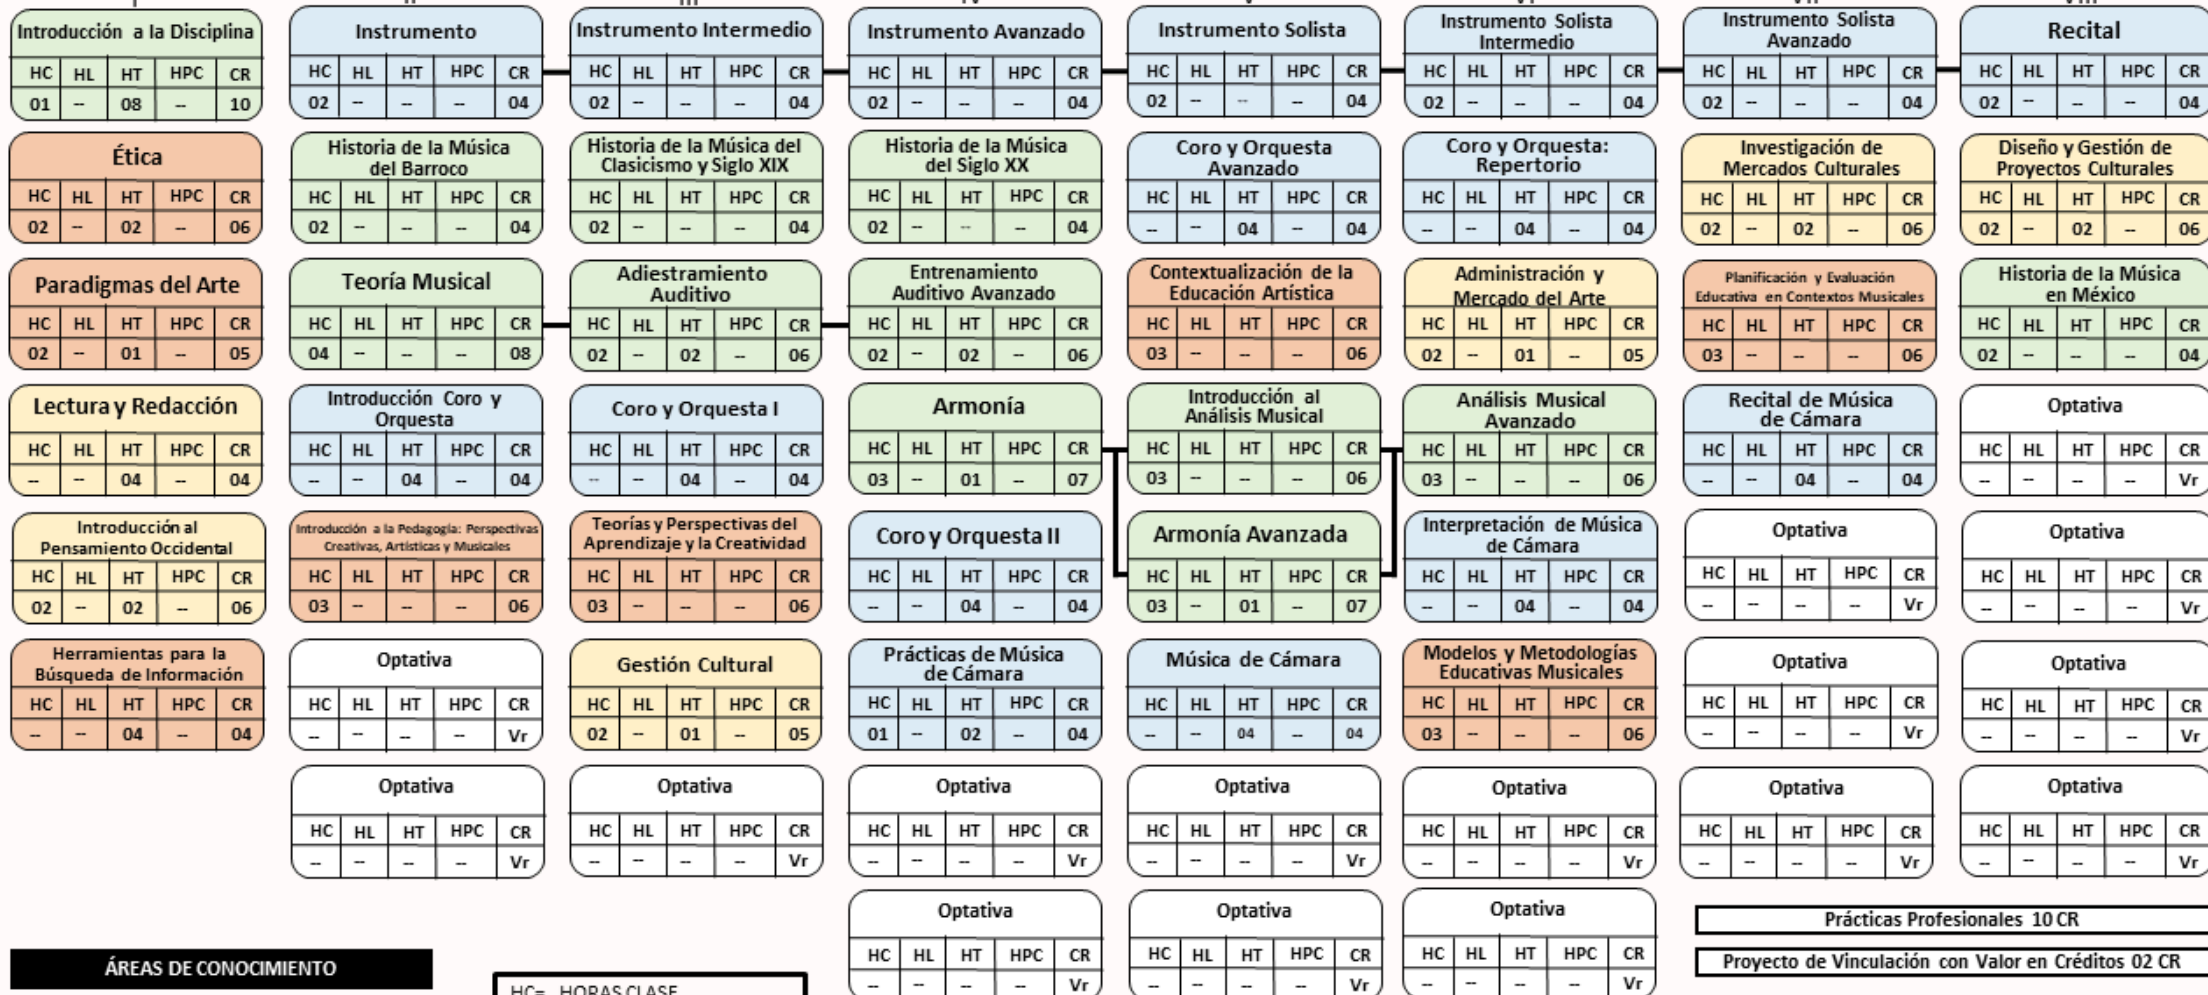 Introducción a la Disciplina
HC HL HT HPC CR
01 -- 08 -- 10
Ética
HC HL HT HPC CR
02 -- 02 -- 06
Paradigmas del Arte
HC HL HT HPC CR
02 -- 01 -- 05
Lectura y Redacción
HC HL HT HPC CR
-- -- 04 -- 04
Introducción al
Pensamiento Occidental
HC HL HT HPC CR
02 -- 02 -- 06
Herramientas para la
Búsqueda de Información
HC HL HT HPC CR
-- -- 04 -- 04
Instrumento
HC HL HT HPC CR
02 -- -- -- 04
Historia de la Música
del Barroco
HC HL HT HPC CR
02 -- -- -- 04
Teoría Musical
HC HL HT HPC CR
04 -- -- -- 08
Introducción Coro y
Orquesta
HC HL HT HPC CR
-- -- 04 -- 04
Introducción a la Pedagogía: Perspectivas
Creativas, Artísticas y Musicales
HC HL HT HPC CR
03 -- -- -- 06
Optativa
HC HL HT HPC CR
-- -- -- -- Vr
Optativa
HC HL HT HPC CR
-- -- -- -- Vr
Instrumento Intermedio
HC HL HT HPC CR
02 -- -- -- 04
Historia de la Música del
Clasicismo y Siglo XIX
HC HL HT HPC CR
02 -- -- -- 04
Adiestramiento
Auditivo
HC HL HT HPC CR
02 -- 02 -- 06
Coro y Orquesta I
HC HL HT HPC CR
-- -- 04 -- 04
Teorías y Perspectivas del
Aprendizaje y la Creatividad
HC HL HT HPC CR
03 -- -- -- 06
Gestión Cultural
HC HL HT HPC CR
02 -- 01 -- 05
Optativa
HC HL HT HPC CR
-- -- -- -- Vr
Instrumento Avanzado
HC HL HT HPC CR
02 -- -- -- 04
Historia de la Música
del Siglo XX
HC HL HT HPC CR
02 -- -- -- 04
Entrenamiento
Auditivo Avanzado
HC HL HT HPC CR
02 -- 02 -- 06
Armonía
HC HL HT HPC CR
03 -- 01 -- 07
Coro y Orquesta II
HC HL HT HPC CR
-- -- 04 -- 04
Prácticas de Música
de Cámara
HC HL HT HPC CR
01 -- 02 -- 04
Optativa
HC HL HT HPC CR
-- -- -- -- Vr
Optativa
HC HL HT HPC CR
-- -- -- -- Vr
Instrumento Solista
HC HL HT HPC CR
02 -- -- -- 04
Coro y Orquesta
Avanzado
HC HL HT HPC CR
-- -- 04 -- 04
Contextualización de la
Educación Artística
HC HL HT HPC CR
03 -- -- -- 06
Introducción al
Análisis Musical
HC HL HT HPC CR
03 -- -- -- 06
Armonía Avanzada
HC HL HT HPC CR
03 -- 01 -- 07
Música de Cámara
HC HL HT HPC CR
-- -- 04 -- 04
Optativa
HC HL HT HPC CR
-- -- -- -- Vr
Optativa
HC HL HT HPC CR
-- -- -- -- Vr
Instrumento Solista
Intermedio
HC HL HT HPC CR
02 -- -- -- 04
Coro y Orquesta:
Repertorio
HC HL HT HPC CR
-- -- 04 -- 04
Administración y
Mercado del Arte
HC HL HT HPC CR
02 -- 01 -- 05
Análisis Musical
Avanzado
HC HL HT HPC CR
03 -- -- -- 06
Interpretación de Música
de Cámara
HC HL HT HPC CR
-- -- 04 -- 04
Modelos y Metodologías
Educativas Musicales
HC HL HT HPC CR
03 -- -- -- 06
Optativa
HC HL HT HPC CR
-- -- -- -- Vr
Optativa
HC HL HT HPC CR
-- -- -- -- Vr
Instrumento Solista
Avanzado
HC HL HT HPC CR
02 -- -- -- 04
Investigación de
Mercados Culturales
HC HL HT HPC CR
02 -- 02 -- 06
Planificación y Evaluación
Educativa en Contextos Musicales
HC HL HT HPC CR
03 -- -- -- 06
Recital de Música
de Cámara
HC HL HT HPC CR
-- -- 04 -- 04
Optativa
HC HL HT HPC CR
-- -- -- -- Vr
Optativa
HC HL HT HPC CR
-- -- -- -- Vr
Optativa
HC HL HT HPC CR
-- -- -- -- Vr
Recital
HC HL HT HPC CR
02 -- -- -- 04
Diseño y Gestión de
Proyectos Culturales
HC HL HT HPC CR
02 -- 02 -- 06
Historia de la Música
en México
HC HL HT HPC CR
02 -- -- -- 04
Optativa
HC HL HT HPC CR
-- -- -- -- Vr
Optativa
HC HL HT HPC CR
-- -- -- -- Vr
Optativa
HC HL HT HPC CR
-- -- -- -- Vr
Optativa
HC HL HT HPC CR
-- -- -- -- Vr
Prácticas Profesionales 10 CR
Proyecto de Vinculación con Valor en Créditos 02 CR
ÁREAS DE CONOCIMIENTO
HC= HORAS CLASE